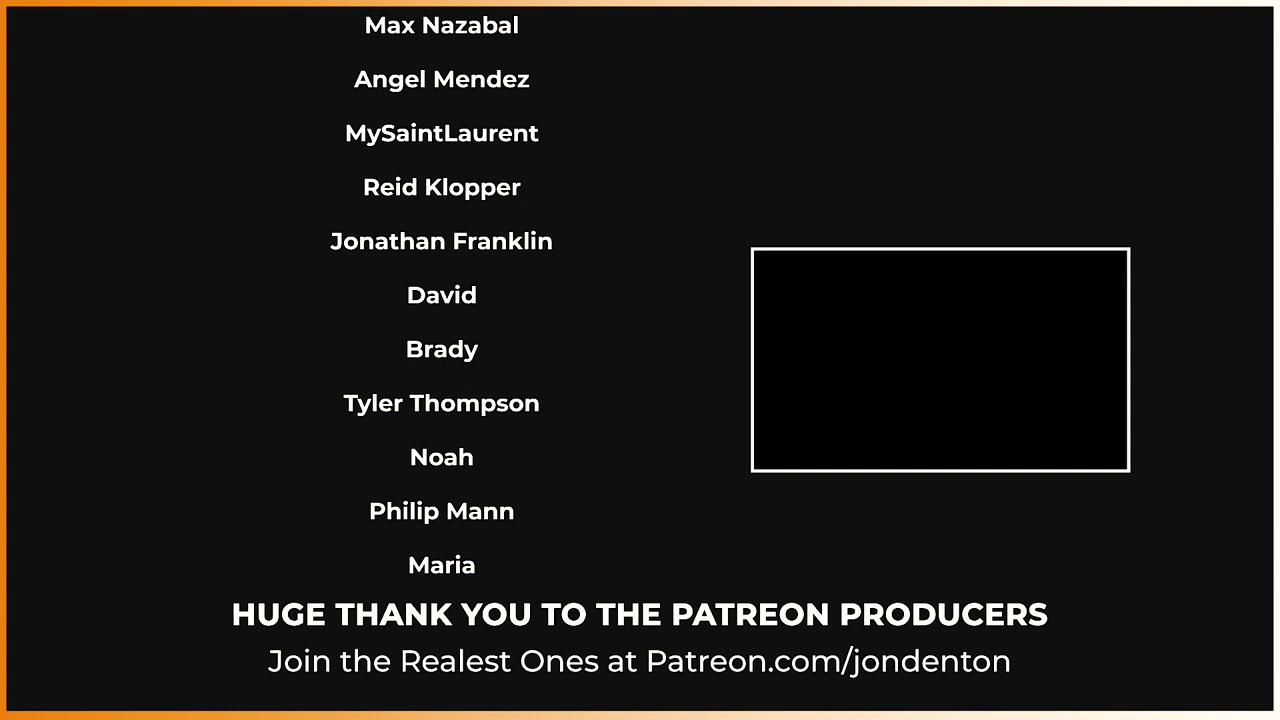 Max Nazabal
Angel Mendez
MySaintLaurent
Reid Klopper
Jonathan Franklin
David
Brady
Tyler Thompson
Noah
Philip Mann
Maria
HUGE THANK YOU TO THE PATREON PRODUCERS
Join the Realest Ones at Patreon.com/jondenton